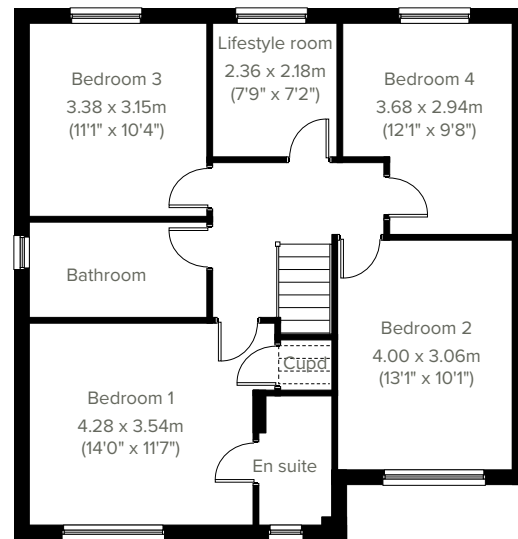 Bedroom 3
3.38 x 3.15m
(11'1" x 10'4")
Lifestyle room
2.36 x 2.18m
(7'9" x 7'2")
Bedroom 4
3.68 x 2.94m
(12'1" x 9'8")
Bathroom
Bedroom 2
4.00 x 3.06m
(13'1" x 10'1")
Cupd
Bedroom 1
4.28 x 3.54m
(14'0" x 11'7")
En suite